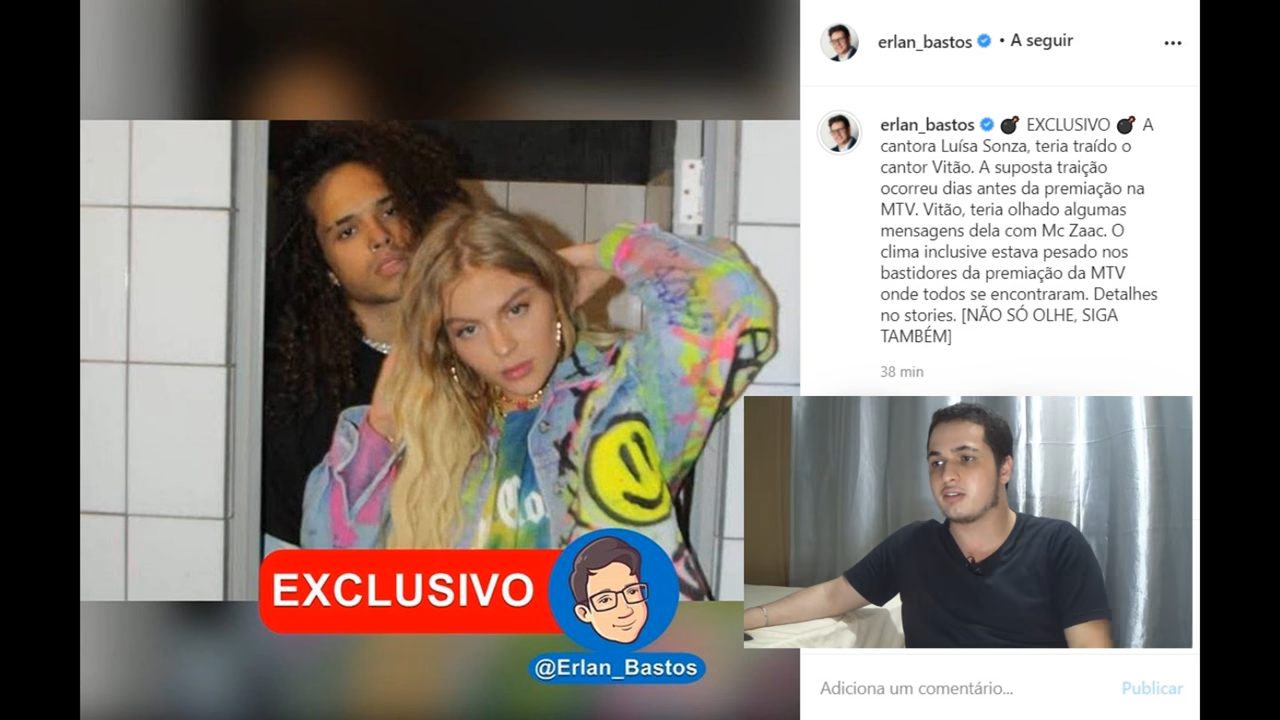 erlan_bastos • A seguir
erlan_bastos 💣 EXCLUSIVO 💣 A
cantora Luísa Sonza, teria traído o
cantor Vitão. A suposta traição
ocorreu dias antes da premiação na
MTV. Vitão, teria olhado algumas
mensagens dela com Mc Zaac. O
clima inclusive estava pesado nos
bastidores da premiação da MTV
onde todos se encontraram. Detalhes
no stories. [NÃO SÓ OLHE, SIGA
TAMBÉM]
38 min
Co
EXCLUSIVO
@Erlan_Bastos
Adiciona um comentário...
Publicar